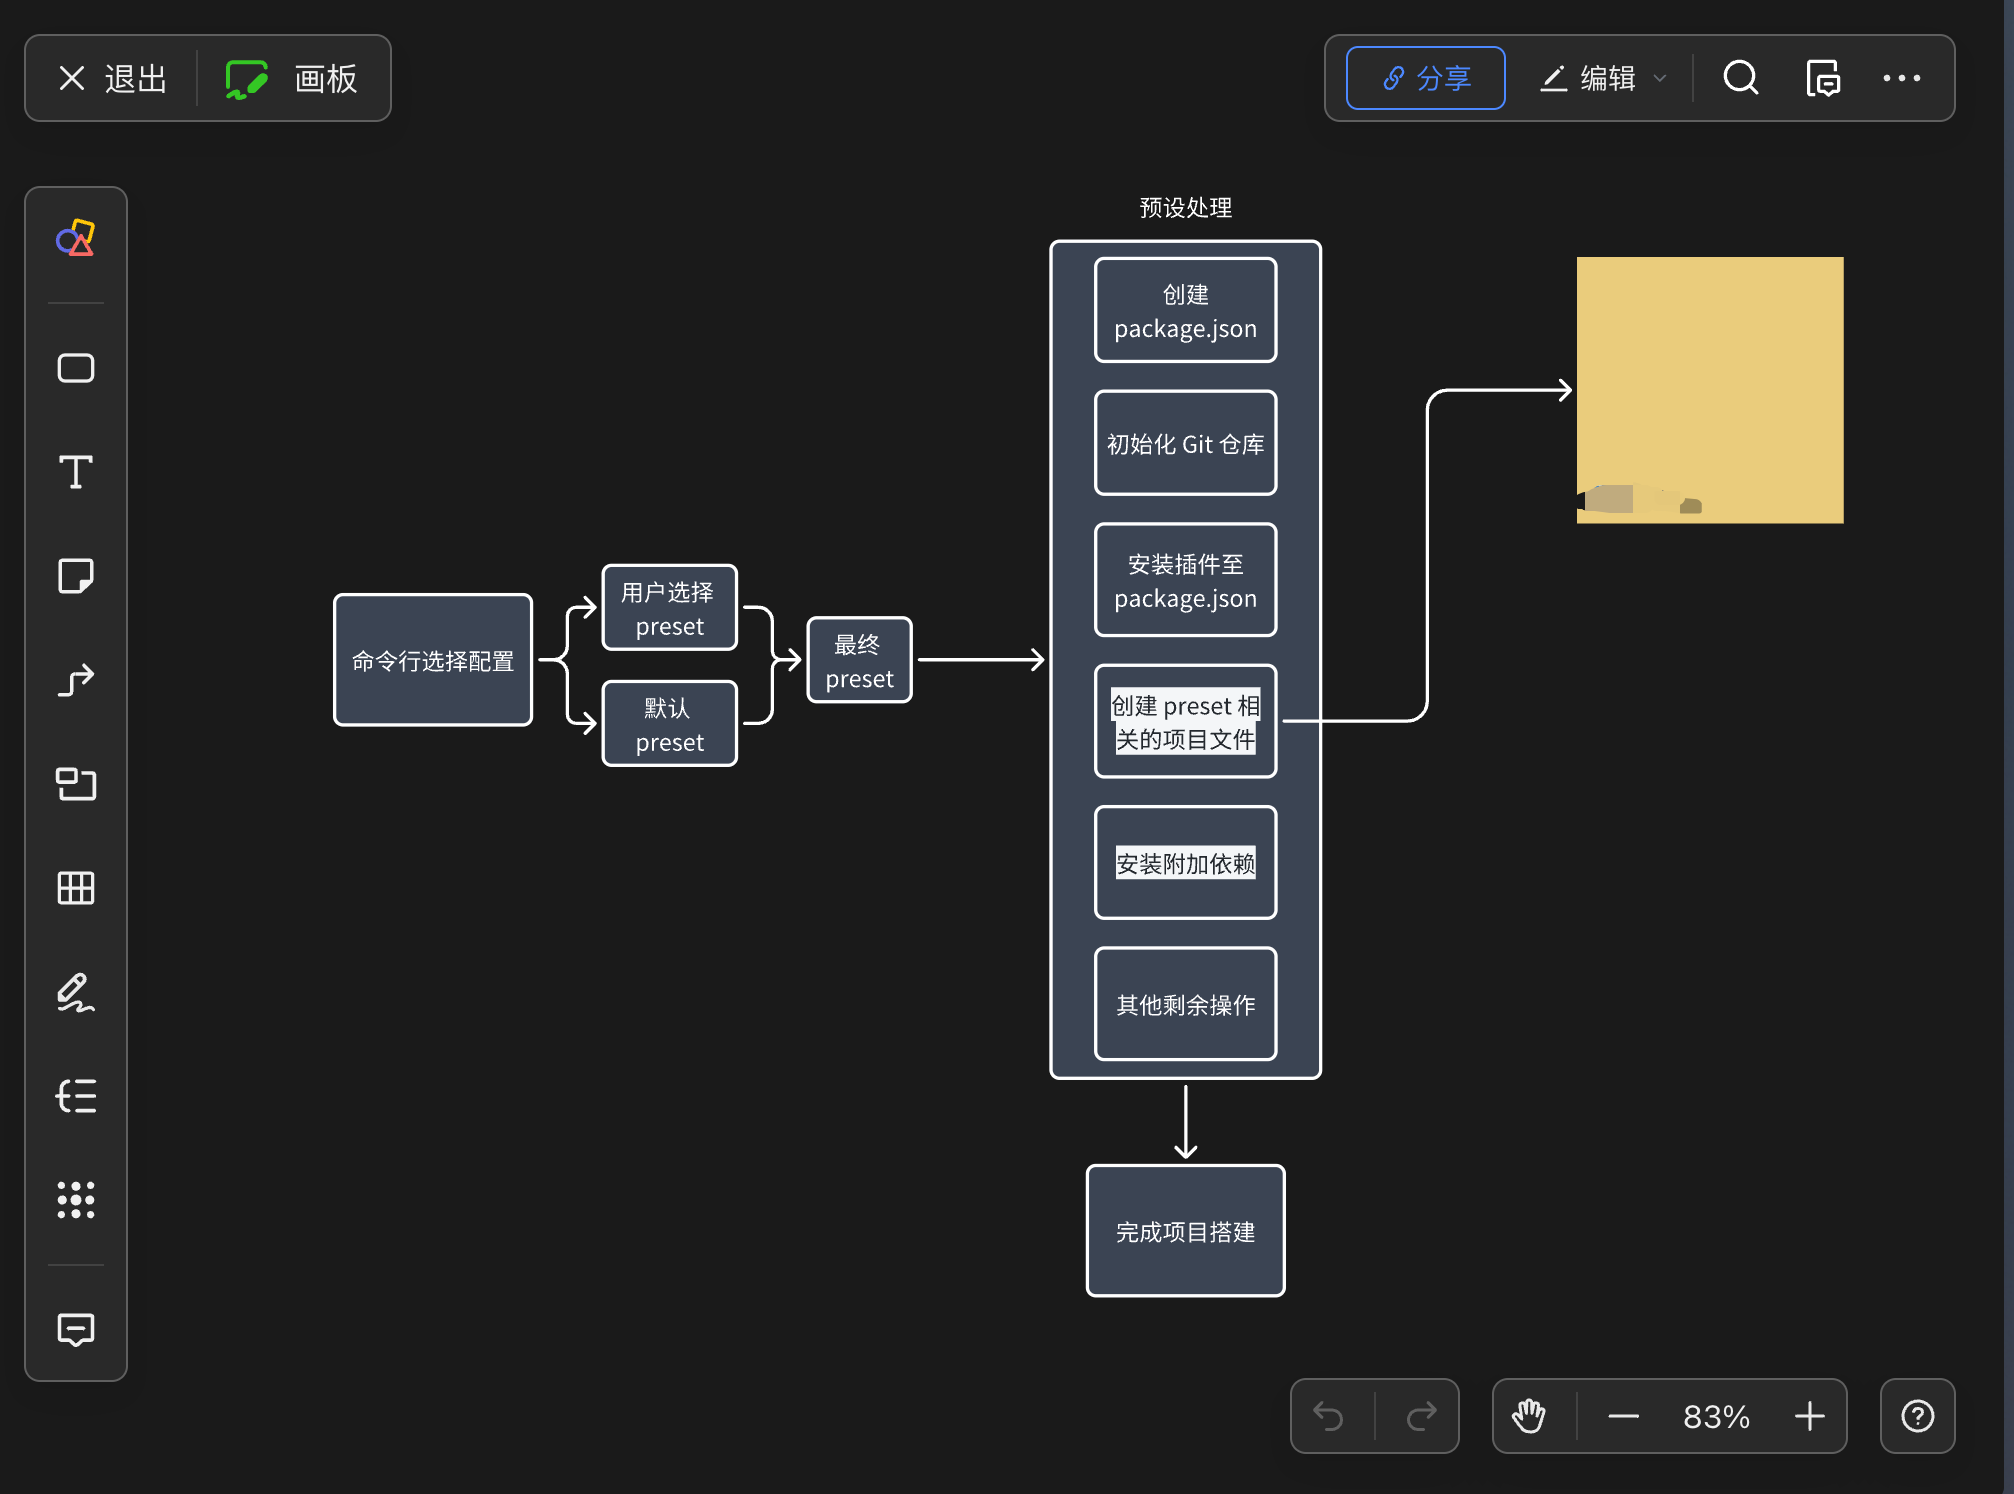 退出
画板
分享
编辑
预设处理
创建
package.json
初始化 Git 仓库
安装插件至
package.json
用户选择
preset
命令行选择配置
最终
preset
默认
preset
创建 preset 相
关的项目文件
安装附加依赖
其他剩余操作
完成项目搭建
83%